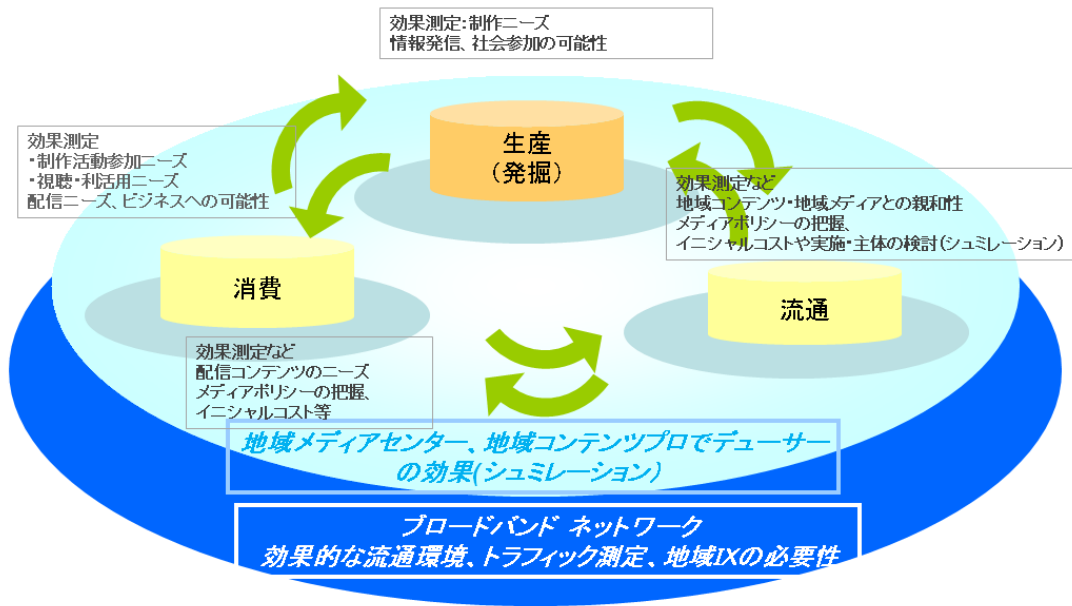 効果測定:制作ニーズ
情報発信、社会参加の可能性
生産
(発掘)
効果測定
・制作活動参加ニーズ
・視聴・利活用ニーズ
配信ニーズ、ビジネスへの可能性
効果測定など
地域コンテンツ・地域メディアとの親和性
メディアポリシーの把握、
イニシャルコストや実施・主体の検討(シュミレーション)
消費
流通
効果測定など
配信コンテンツのニーズ
メディアポリシーの把握、
イニシャルコスト等
地域メディアセンター、地域コンテンツプロでデューサー
の効果(シュミレーション)
ブロードバンド ネットワーク
効果的な流通環境、トラフィック測定、地域IXの必要性